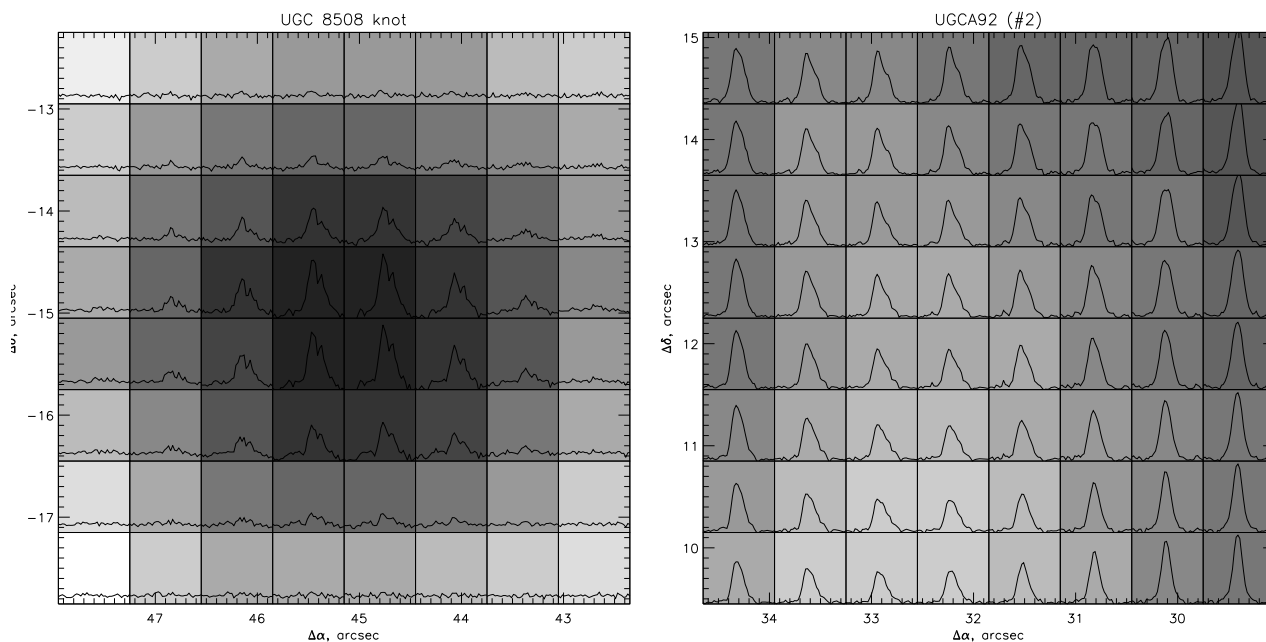 UGC 8508 knot
UGCA92 (#2)
-13
-14
-15
-16
-17
arcsec
47 46 45 44 43
Δα, arcsec
15
14
13
12
11
10
Δδ, arcsec
34 33 32 31 30
Δα, arcsec